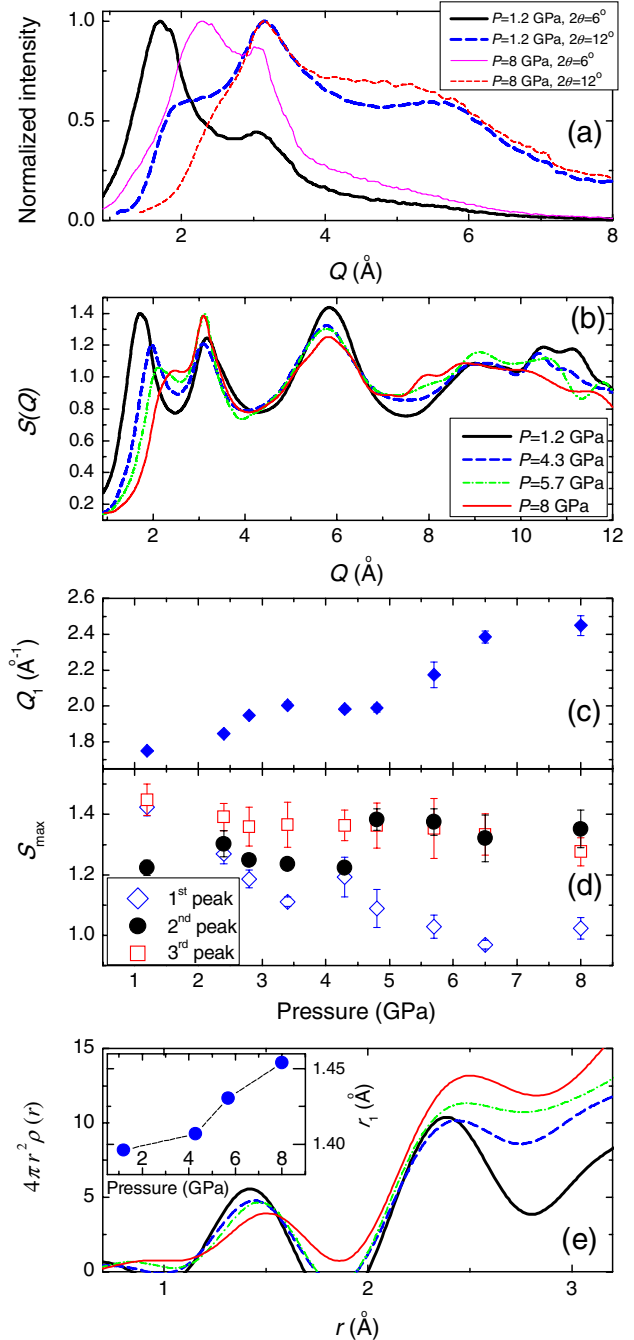 Normalized intensity
1.0
0.5
0.0
P=1.2 GPa, 2θ=6°
P=1.2 GPa, 2θ=12°
P=8 GPa, 2θ=6°
P=8 GPa, 2θ=12°
(a)
2 4 6 8
Q (Å)
S(Q)
1.4
1.2
1.0
0.8
0.6
0.4
0.2
(b)
P=1.2 GPa
P=4.3 GPa
P=5.7 GPa
P=8 GPa
2 4 6 8 10 12
Q (Å)
Q₁ (Å⁻¹)
2.6
2.4
2.2
2.0
1.8
(c)
Smax
1.4
1.2
1.0
(d)
1st peak
2nd peak
3rd peak
1 2 3 4 5 6 7 8
Pressure (GPa)
4πr²ρ(r)
15
10
5
0
2 4 6 8
Pressure (GPa)
1.45
1.40
r₁ (Å)
(e)
1 2 3
r (Å)